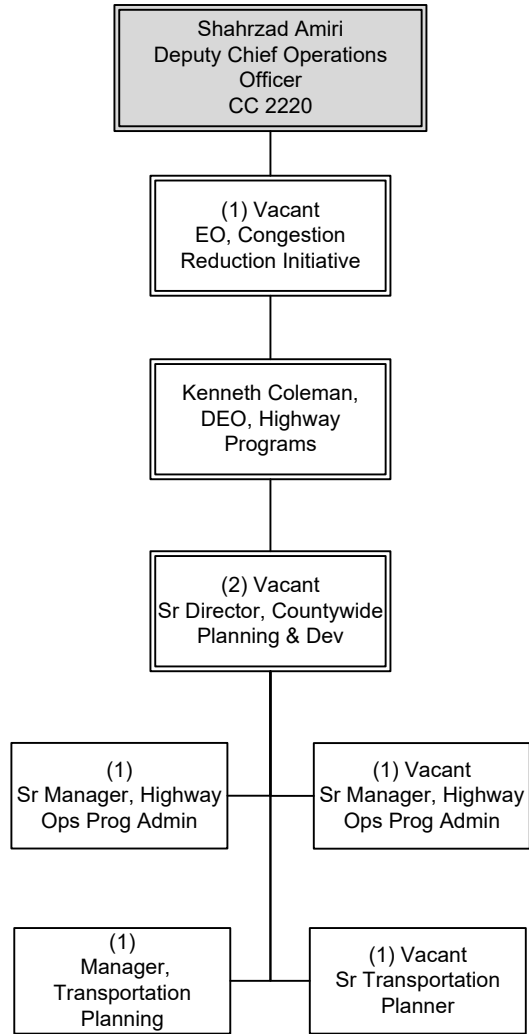 Shahrzad Amiri
Deputy Chief Operations
Officer
CC 2220
(1) Vacant
EO, Congestion
Reduction Initiative
Kenneth Coleman,
DEO, Highway
Programs
(2) Vacant
Sr Director, Countywide
Planning & Dev
(1)
Sr Manager, Highway
Ops Prog Admin
(1) Vacant
Sr Manager, Highway
Ops Prog Admin
(1)
Manager,
Transportation
Planning
(1) Vacant
Sr Transportation
Planner